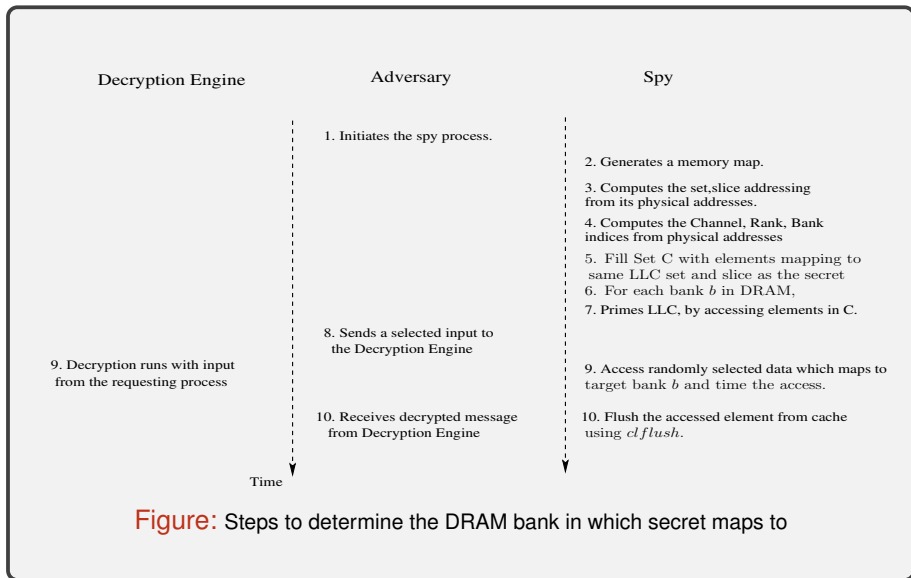 Decryption Engine
Adversary
Spy
1. Initiates the spy process.
2. Generates a memory map.
3. Computes the set,slice addressing
from its physical addresses.
4. Computes the Channel, Rank, Bank
indices from physical addresses
5. Fill Set C with elements mapping to
same LLC set and slice as the secret
6. For each bank b in DRAM,
7. Primes LLC, by accessing elements in C.
8. Sends a selected input to
the Decryption Engine
9. Decryption runs with input
from the requesting process
9. Access randomly selected data which maps to
target bank b and time the access.
10. Receives decrypted message
from Decryption Engine
10. Flush the accessed element from cache
using clflush.
Time
Figure: Steps to determine the DRAM bank in which secret maps to